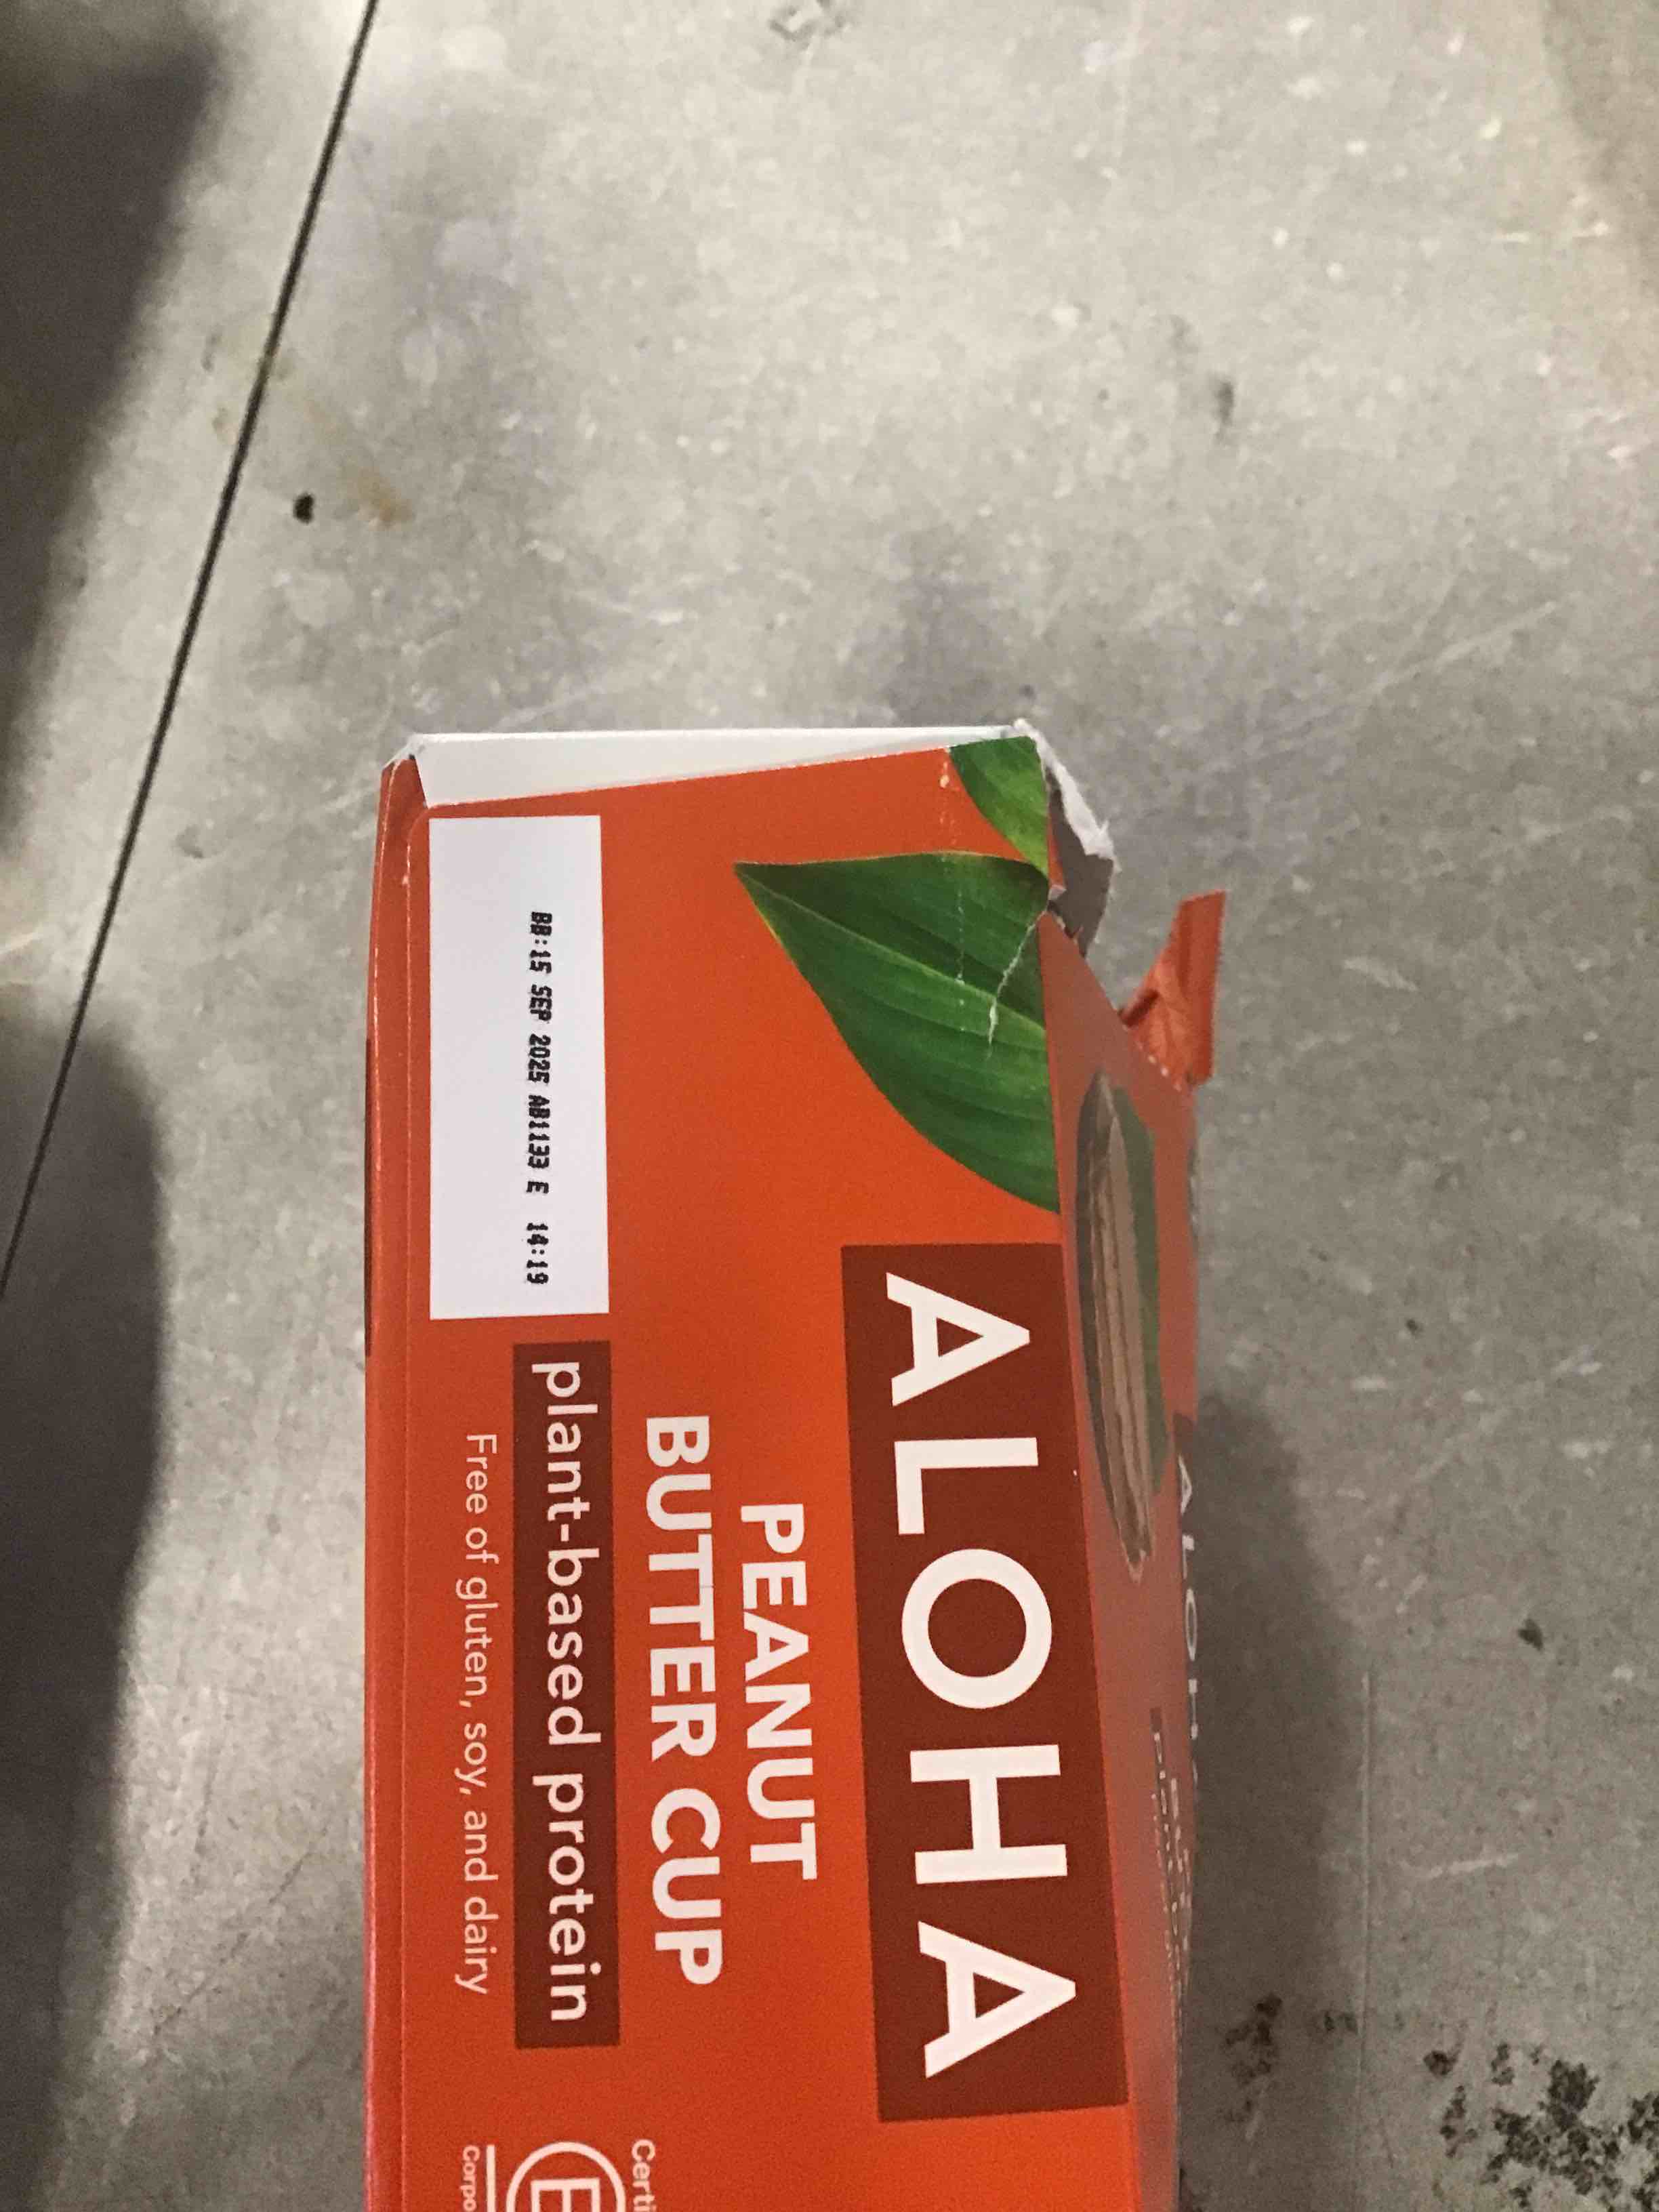 ALOHA
PEANUT
BUTTER CUP
plant-based protein
Free of gluten, soy, and dairy
BB:15 SEP 2025 AB1133 E 14:19
ALOHA